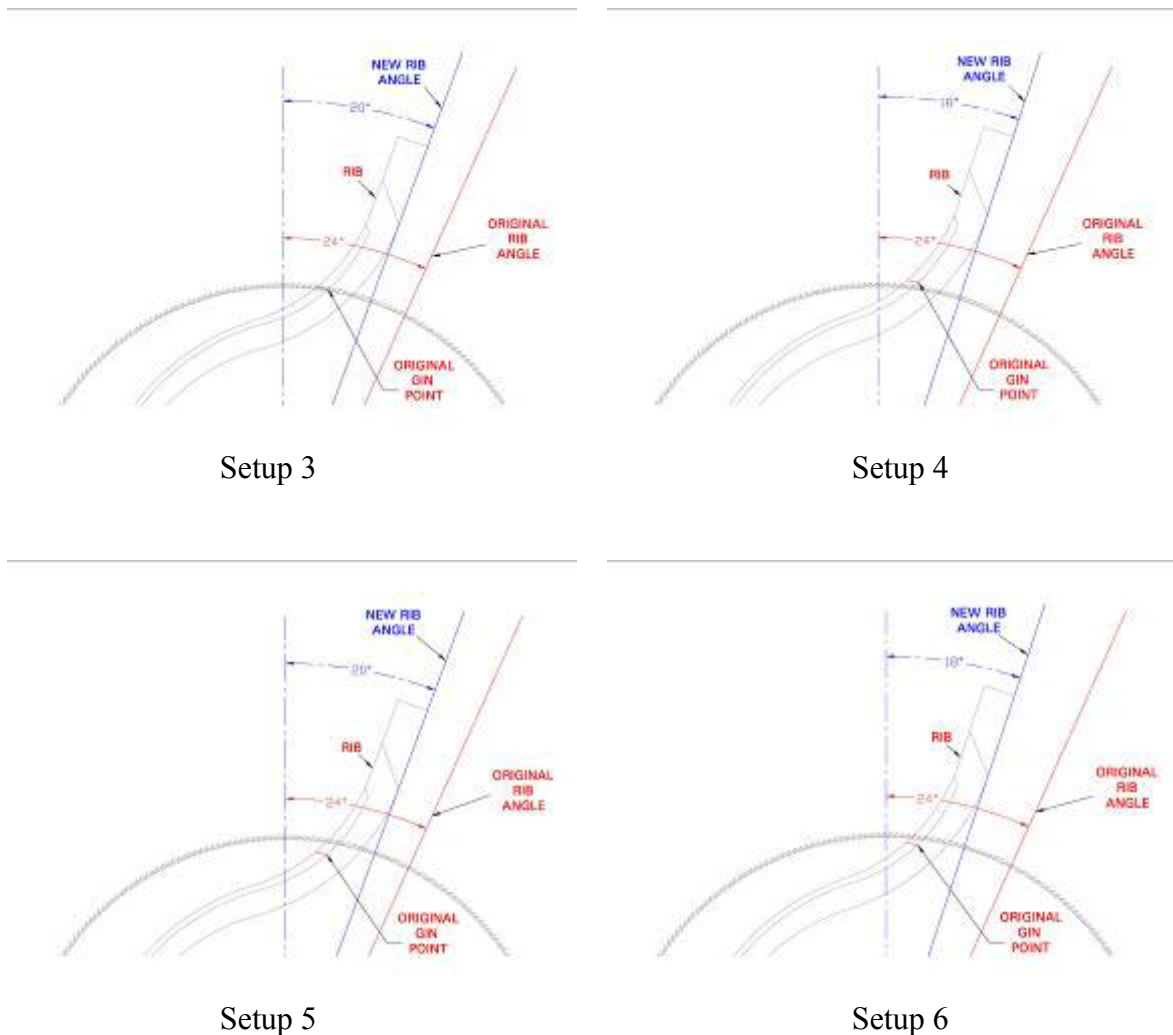 NEW RIB
ANGLE
20°
RIB
24°
ORIGINAL
RIB
ANGLE
ORIGINAL
GIN
POINT
Setup 3
NEW RIB
ANGLE
18°
RIB
24°
ORIGINAL
RIB
ANGLE
ORIGINAL
GIN
POINT
Setup 4
NEW RIB
ANGLE
20°
RIB
24°
ORIGINAL
RIB
ANGLE
ORIGINAL
GIN
POINT
Setup 5
NEW RIB
ANGLE
18°
RIB
24°
ORIGINAL
RIB
ANGLE
ORIGINAL
GIN
POINT
Setup 6